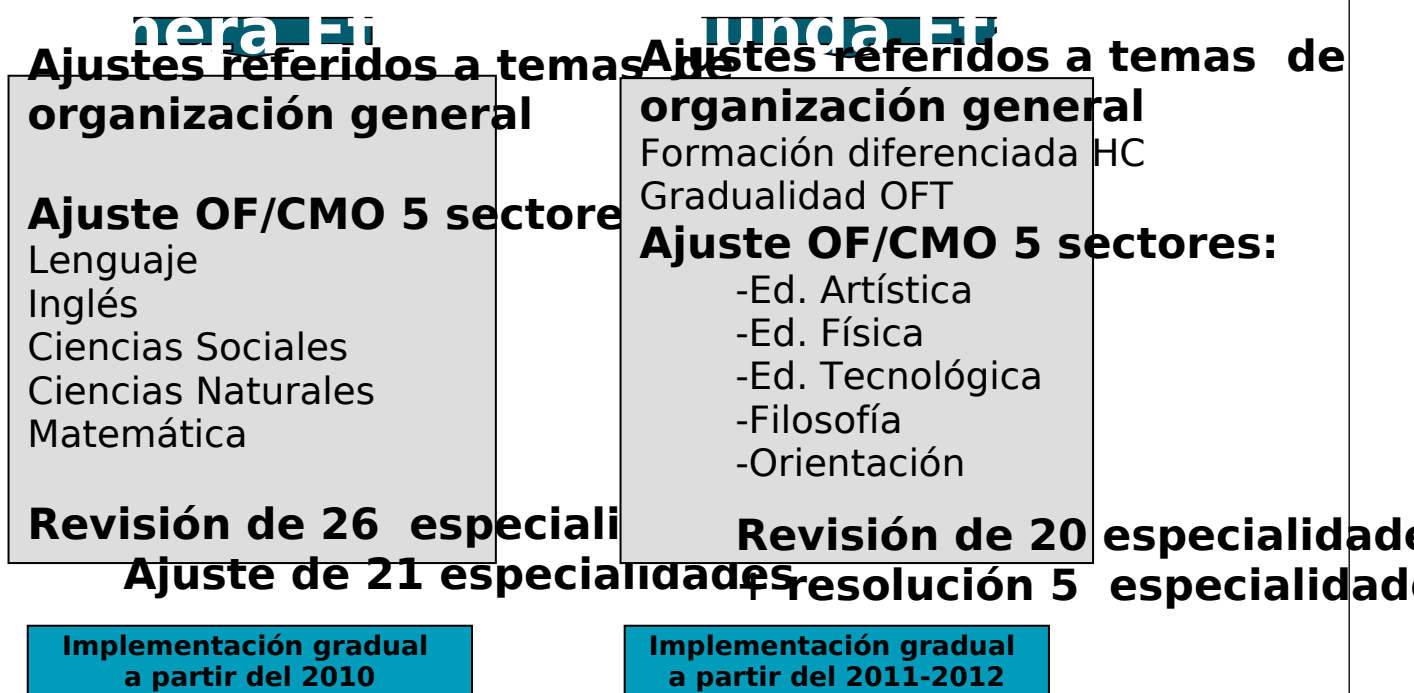 Ajustes referidos a temas de
organización general
Ajuste OF/CMO 5 sectore
Lenguaje
Inglés
Ciencias Sociales
Ciencias Naturales
Matemática
Revisión de 26 especiali
Ajuste de 21 especialidades
Implementación gradual
a partir del 2010
Ajustes referidos a temas de
organización general
Formación diferenciada HC
Gradualidad OFT
Ajuste OF/CMO 5 sectores:
-Ed. Artística
-Ed. Física
-Ed. Tecnológica
-Filosofía
-Orientación
Revisión de 20 especialidade
+ resolución 5 especialidad
Implementación gradual
a partir del 2011-2012